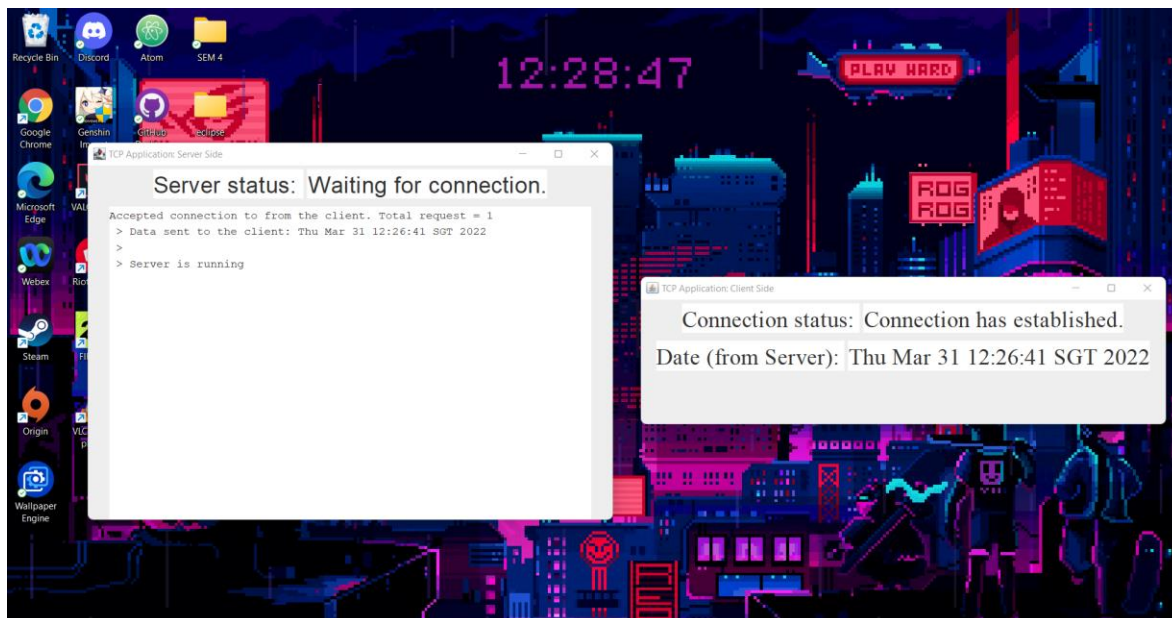 Recycle Bin
Discord
Atom
SEM 4
12:28:47
PLAY HARD
Google
Chrome
Genshin
GitHub
eclipse
Microsoft
Edge
Webex
Steam
Origin
Wallpaper
Engine
ROG
ROG
TCP Application: Server Side
Server status: Waiting for connection.
Accepted connection to from the client. Total request = 1
> Data sent to the client: Thu Mar 31 12:26:41 SGT 2022
>
> Server is running
TCP Application: Client Side
Connection status: Connection has established.
Date (from Server): Thu Mar 31 12:26:41 SGT 2022